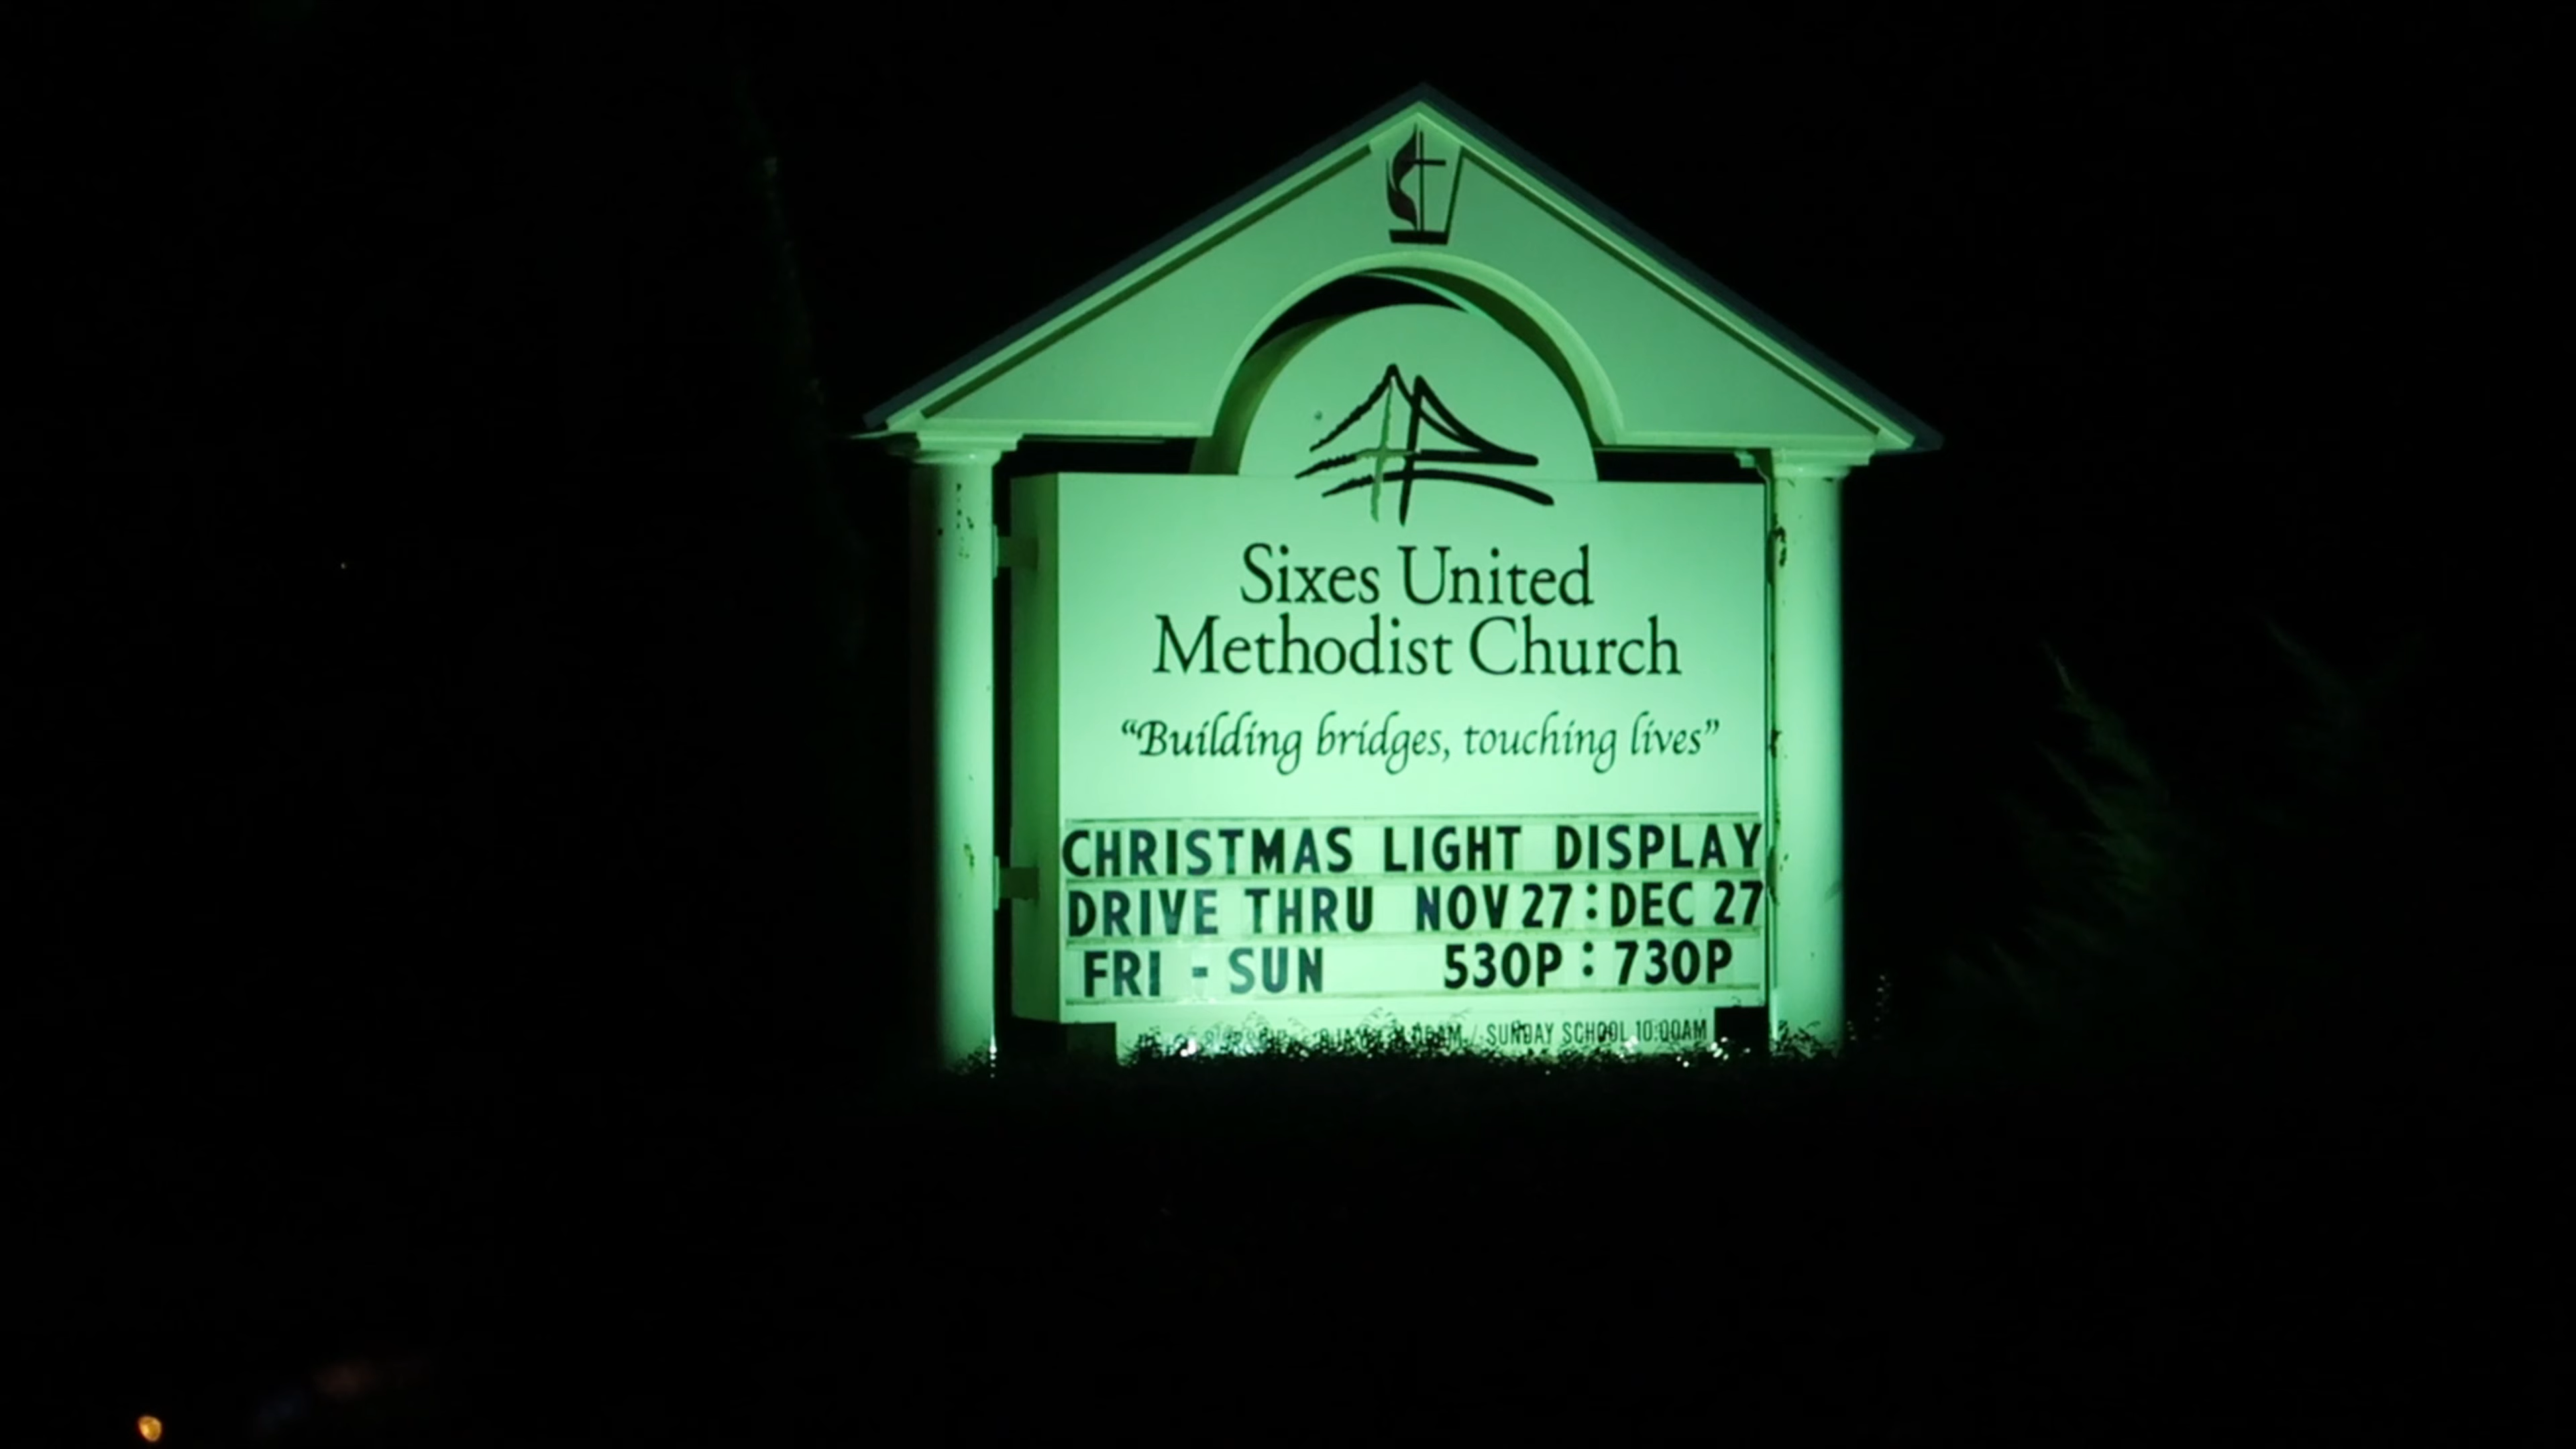 Sixes United
Methodist Church
“Building bridges, touching lives”
CHRISTMAS LIGHT DISPLAY
DRIVE THRU NOV 27 : DEC 27
FRI - SUN 530P : 730P
/ SUNDAY SCHOOL 10:00AM